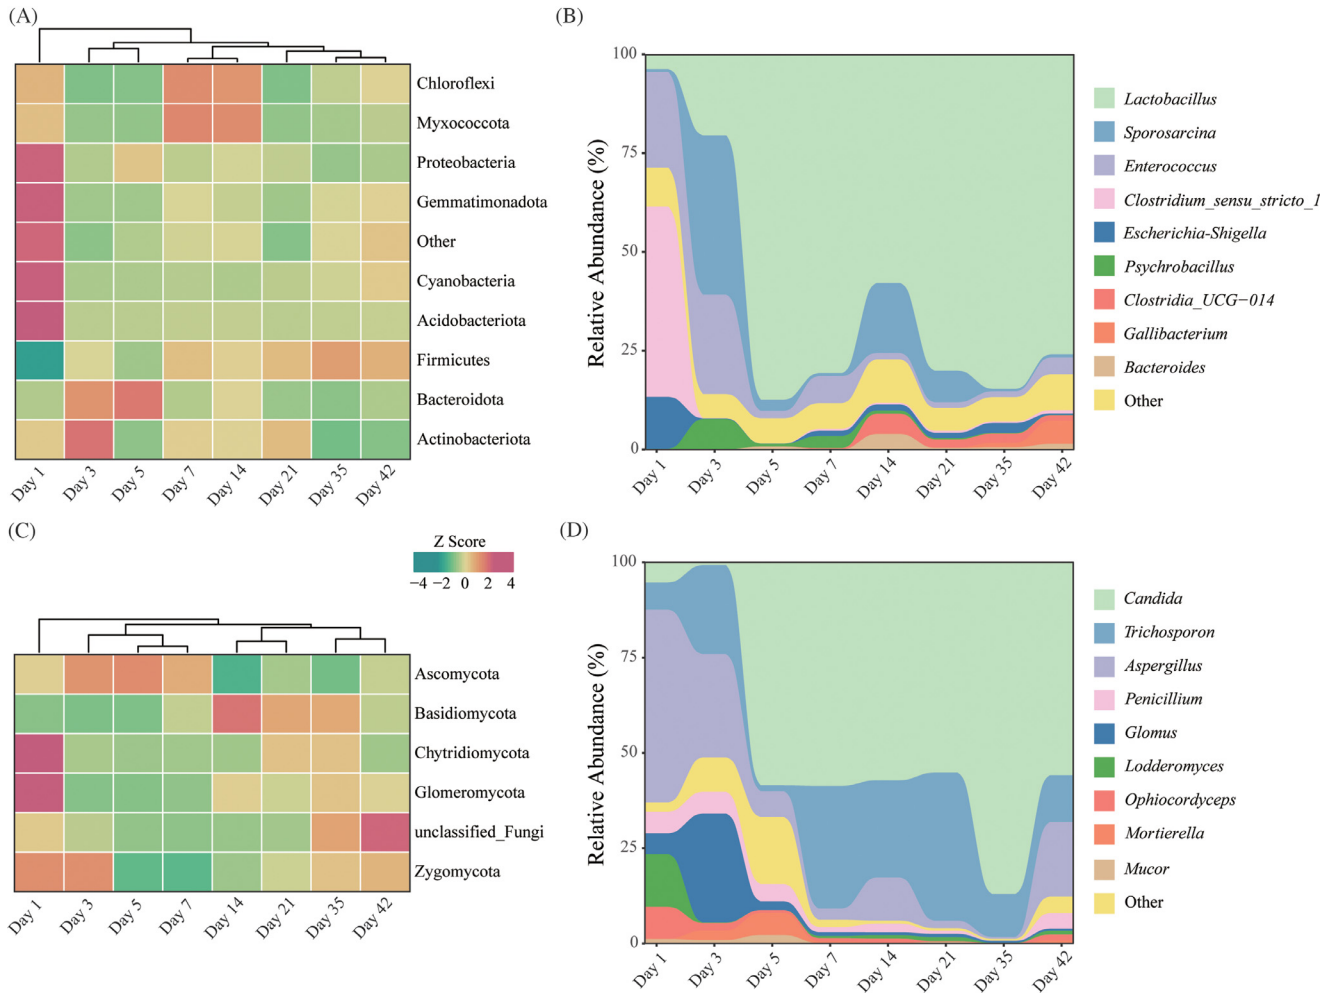 (A)
Chloroflexi
Myxococcota
Proteobacteria
Gemmatimonadota
Other
Cyanobacteria
Acidobacteriota
Firmicutes
Bacteroidota
Actinobacteriota
Day 1 Day 3 Day 5 Day 7 Day 14 Day 21 Day 35 Day 42
(B)
Relative Abundance (%)
100
75
50
25
0
Day 1 Day 3 Day 5 Day 7 Day 14 Day 21 Day 35 Day 42
Lactobacillus
Sporosarcina
Enterococcus
Clostridium_sensu_stricto_1
Escherichia-Shigella
Psychrobacillus
Clostridia_UCG−014
Gallibacterium
Bacteroides
Other
(C)
Z Score
−4 −2 0 2 4
Ascomycota
Basidiomycota
Chytridiomycota
Glomeromycota
unclassified_Fungi
Zygomycota
Day 1 Day 3 Day 5 Day 7 Day 14 Day 21 Day 35 Day 42
(D)
Relative Abundance (%)
100
75
50
25
0
Day 1 Day 3 Day 5 Day 7 Day 14 Day 21 Day 35 Day 42
Candida
Trichosporon
Aspergillus
Penicillium
Glomus
Lodderomyces
Ophiocordyceps
Mortierella
Mucor
Other